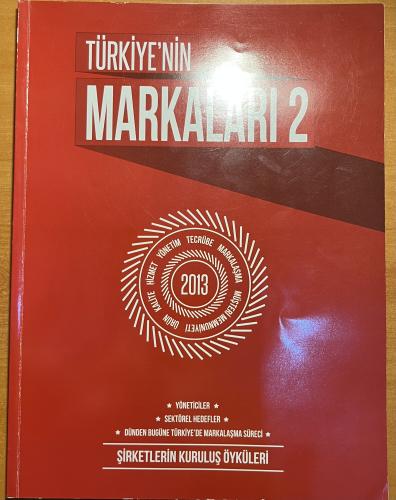 TÜRKİYE'NİN
MARKALARI 2
ÜRÜN KALİTE HİZMET YÖNETİM TECRÜBE MARKALAŞMA MÜŞTERİ MEMNUNİYETİ
2013
★ YÖNETİCİLER ★
★ SEKTÖREL HEDEFLER ★
★ DÜNDEN BUGÜNE TÜRKİYE'DE MARKALAŞMA SÜRECİ ★
ŞİRKETLERİN KURULUŞ ÖYKÜLERİ